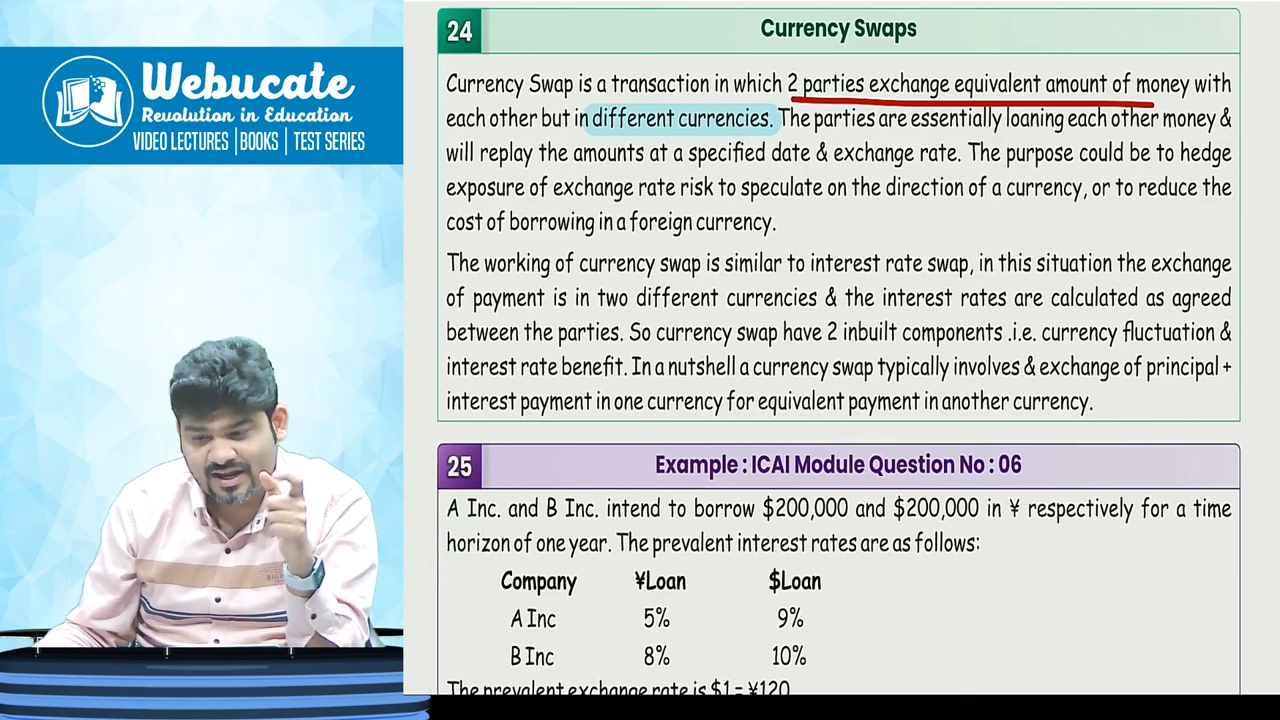 Webucate
Revolution in Education
VIDEO LECTURES | BOOKS | TEST SERIES
24
Currency Swaps
Currency Swap is a transaction in which 2 parties exchange equivalent amount of money with
each other but in different currencies. The parties are essentially loaning each other money &
will replay the amounts at a specified date & exchange rate. The purpose could be to hedge
exposure of exchange rate risk to speculate on the direction of a currency, or to reduce the
cost of borrowing in a foreign currency.
The working of currency swap is similar to interest rate swap, in this situation the exchange
of payment is in two different currencies & the interest rates are calculated as agreed
between the parties. So currency swap have 2 inbuilt components .i.e. currency fluctuation &
interest rate benefit. In a nutshell a currency swap typically involves & exchange of principal +
interest payment in one currency for equivalent payment in another currency.
25
Example : ICAI Module Question No : 06
A Inc. and B Inc. intend to borrow $200,000 and $200,000 in ¥ respectively for a time
horizon of one year. The prevalent interest rates are as follows:
Company ¥Loan $Loan
A Inc 5% 9%
B Inc 8% 10%
The prevalent exchange rate is $1 = ¥120